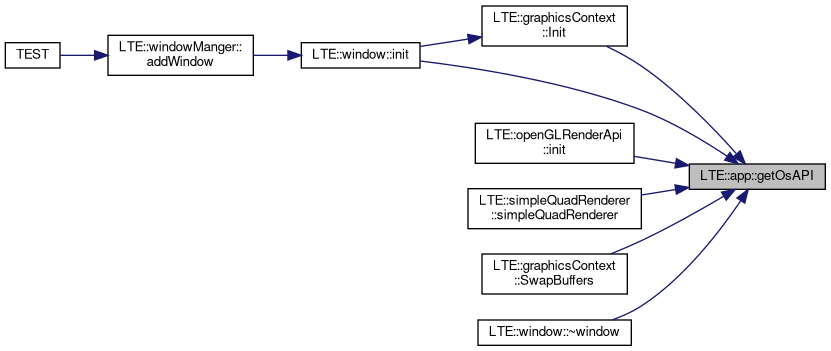 LTE::graphicsContext
::Init
TEST
LTE::windowManger::
addWindow
LTE::window::init
LTE::openGLRenderApi
::init
LTE::app::getOsAPI
LTE::simpleQuadRenderer
::simpleQuadRenderer
LTE::graphicsContext
::SwapBuffers
LTE::window::~window